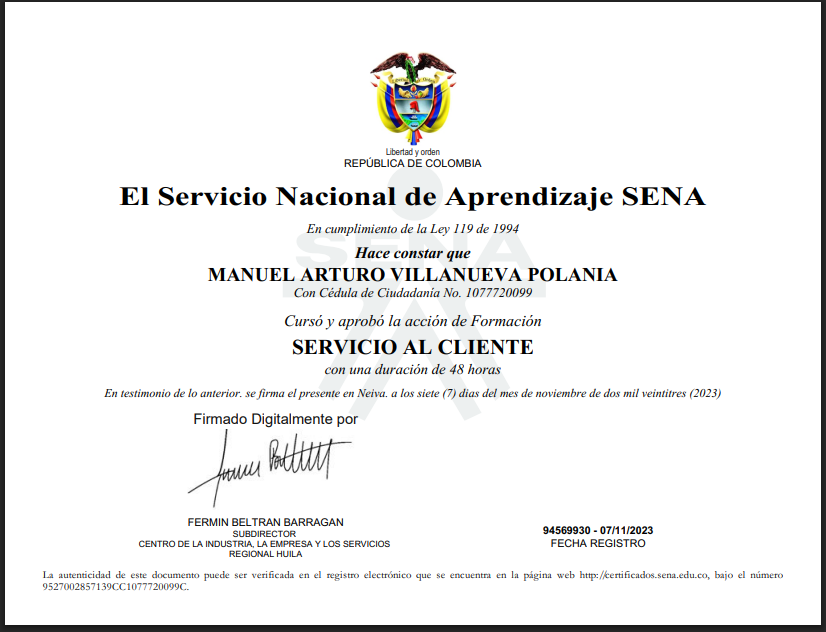 Libertad y Orden
Libertad y orden
REPÚBLICA DE COLOMBIA
El Servicio Nacional de Aprendizaje SENA
En cumplimiento de la Ley 119 de 1994
SENA
Hace constar que
MANUEL ARTURO VILLANUEVA POLANIA
Con Cédula de Ciudadanía No. 1077720099
Cursó y aprobó la acción de Formación
SERVICIO AL CLIENTE
con una duración de 48 horas
En testimonio de lo anterior. se firma el presente en Neiva. a los siete (7) dias del mes de noviembre de dos mil veintitres (2023)
Firmado Digitalmente por
FERMIN BELTRAN BARRAGAN
SUBDIRECTOR
CENTRO DE LA INDUSTRIA, LA EMPRESA Y LOS SERVICIOS
REGIONAL HUILA
94569930 - 07/11/2023
FECHA REGISTRO
La autenticidad de este documento puede ser verificada en el registro electrónico que se encuentra en la página web http://certificados.sena.edu.co, bajo el número
9527002857139CC1077720099C.